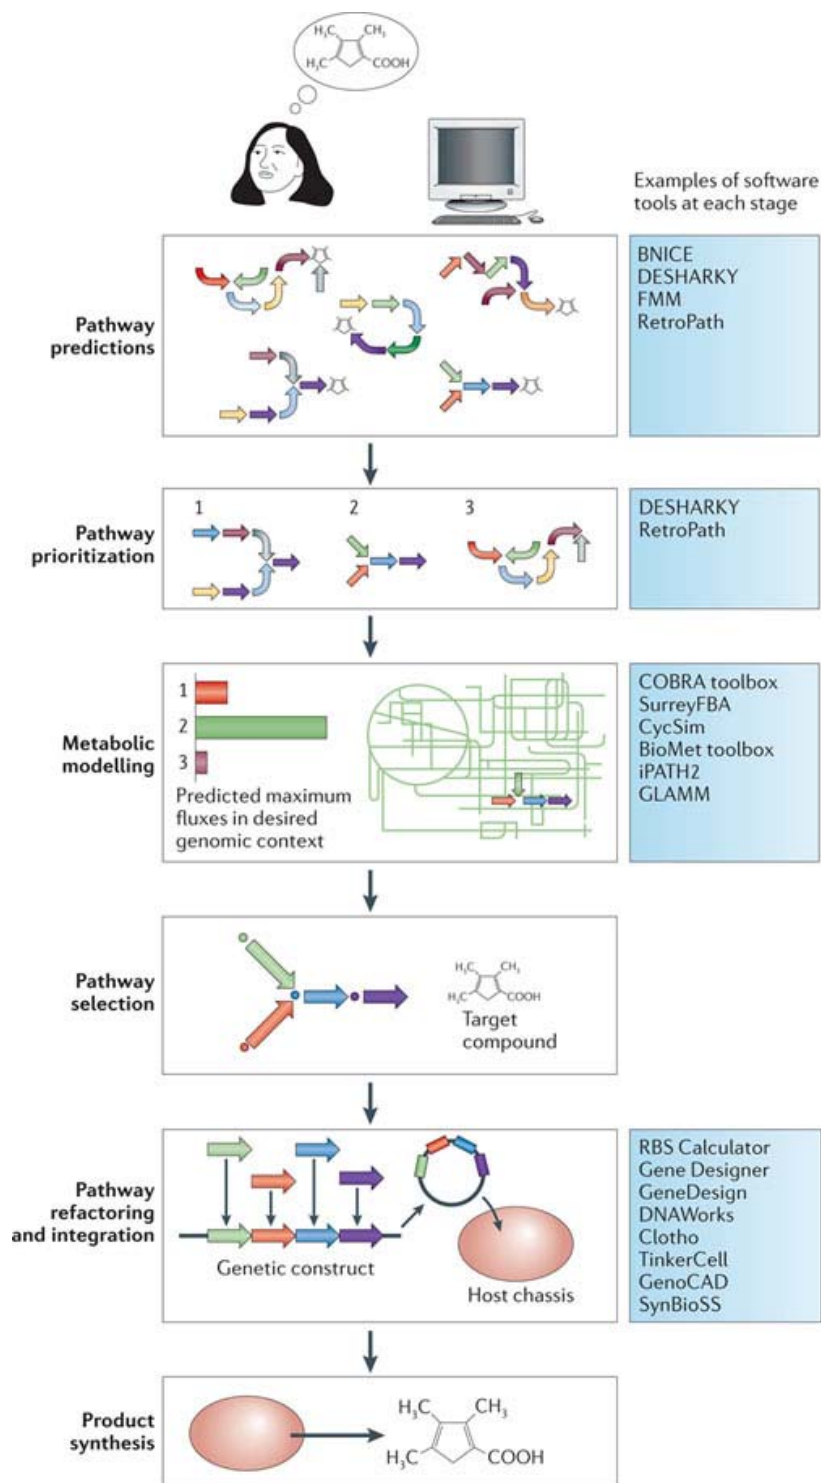 H₃C CH₃
H₃C COOH
Examples of software
tools at each stage
Pathway
predictions
BNICE
DESHARKY
FMM
RetroPath
Pathway
prioritization
1 2 3
DESHARKY
RetroPath
Metabolic
modelling
1
2
3
Predicted maximum
fluxes in desired
genomic context
COBRA toolbox
SurreyFBA
CycSim
BioMet toolbox
iPATH2
GLAMM
Pathway
selection
H₃C CH₃
H₃C COOH
Target
compound
Pathway
refactoring
and integration
Genetic construct
Host chassis
RBS Calculator
Gene Designer
GeneDesign
DNAWorks
Clotho
TinkerCell
GenoCAD
SynBioSS
Product
synthesis
H₃C CH₃
H₃C COOH